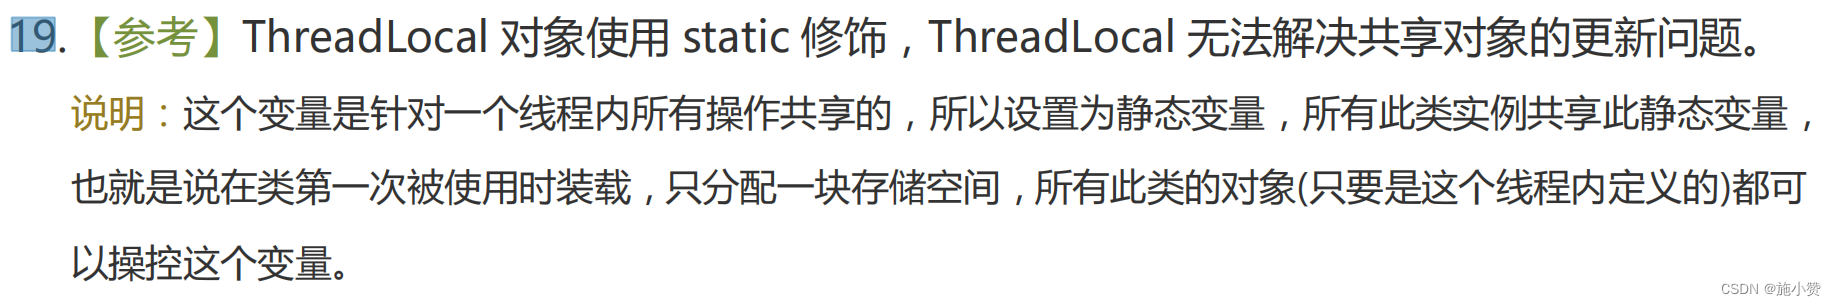 19.【参考】ThreadLocal 对象使用 static 修饰，ThreadLocal 无法解决共享对象的更新问题。
说明：这个变量是针对一个线程内所有操作共享的，所以设置为静态变量，所有此类实例共享此静态变量，
也就是说在类第一次被使用时装载，只分配一块存储空间，所有此类的对象(只要是这个线程内定义的)都可
以操控这个变量。
CSDN @施小赞